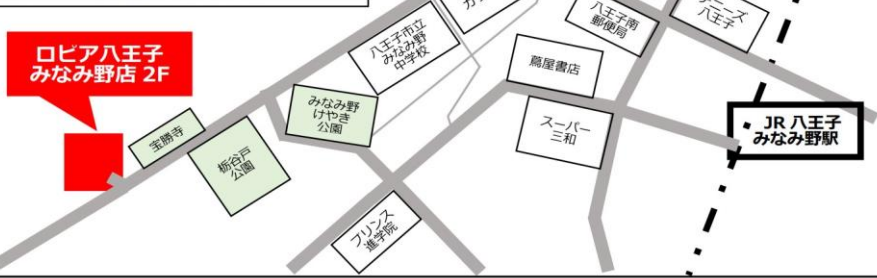 ロピア八王子
みなみ野店 2F
宝勝寺
栃谷戸
公園
みなみ野
けやき
公園
八王子市立
みなみ野
中学校
八王子南
郵便局
八王子
蔦屋書店
スーパー
三和
プリンス
進学院
JR 八王子
みなみ野駅